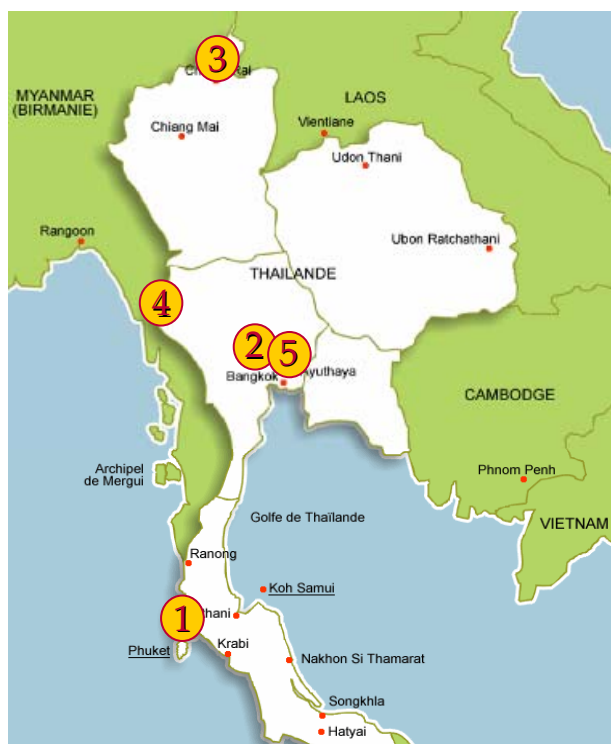 3
MYANMAR
(BIRMANIE)
LAOS
Chiang Mai
Vientiane
Udon Thani
Rangoon
Ubon Ratchathani
THAILANDE
4
2
5
Bangkok
Ayuthaya
CAMBODGE
Phnom Penh
Archipel
de Mergui
Golfe de Thaïlande
VIETNAM
Ranong
Koh Samui
1
Phuket
Krabi
Nakhon Si Thamarat
Songkhla
Hatyai